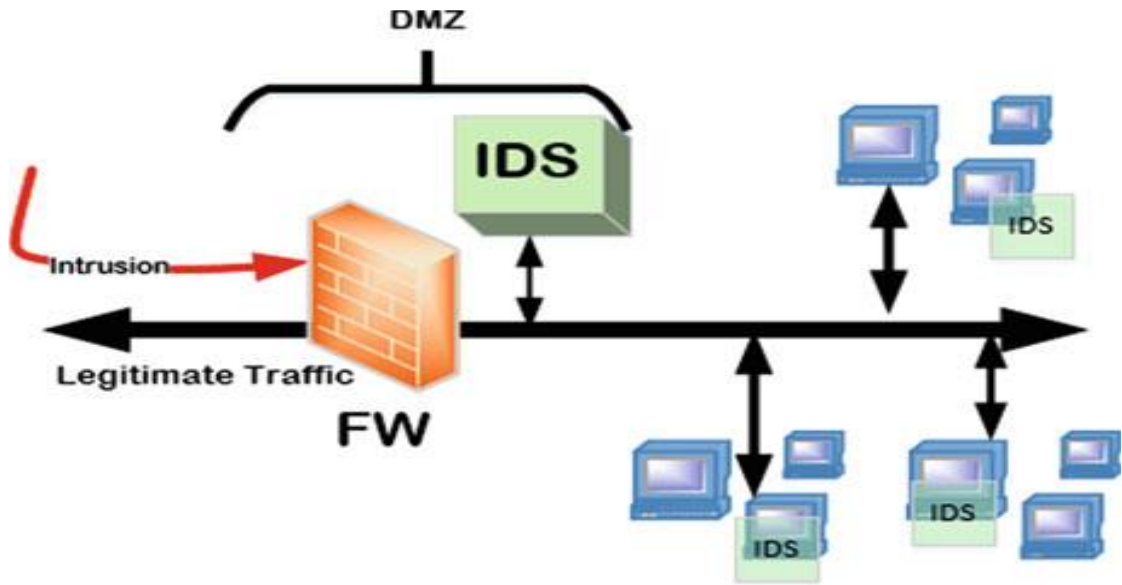 DMZ
IDS
IDS
Intrusion
Legitimate Traffic
FW
IDS
IDS